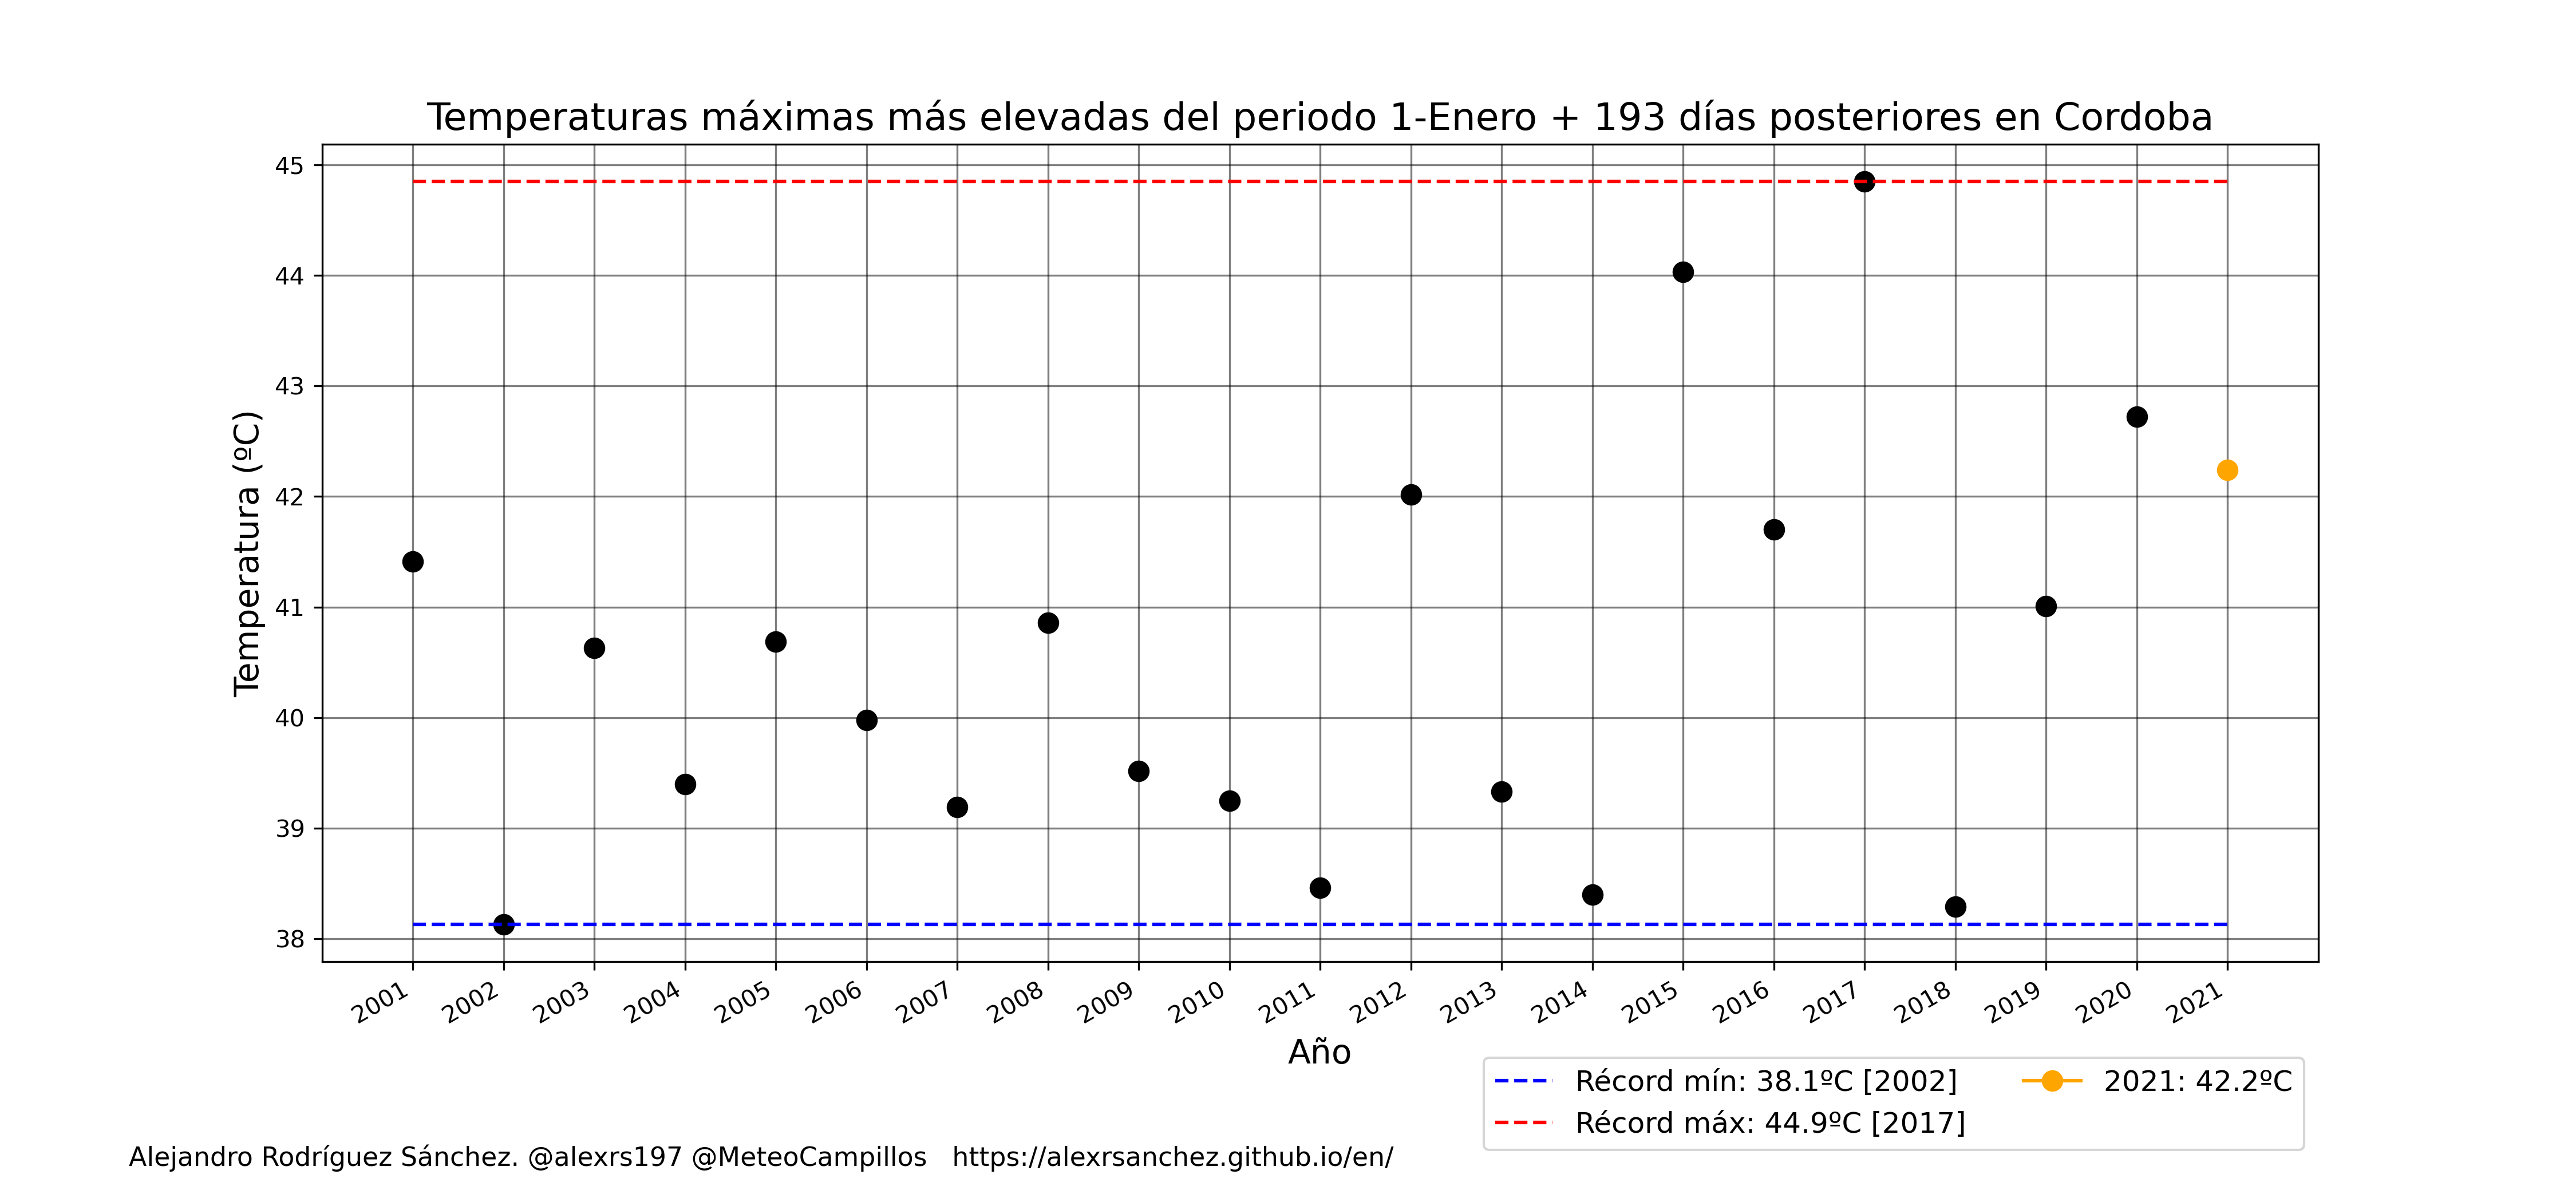 Temperaturas máximas más elevadas del periodo 1-Enero + 193 días posteriores en Cordoba
Temperatura (ºC)
45
44
43
42
41
40
39
38
2001 2002 2003 2004 2005 2006 2007 2008 2009 2010 2011 2012 2013 2014 2015 2016 2017 2018 2019 2020 2021
Año
Récord mín: 38.1ºC [2002]
Récord máx: 44.9ºC [2017]
2021: 42.2ºC
Alejandro Rodríguez Sánchez. @alexrs197 @MeteoCampillos https://alexrsanchez.github.io/en/